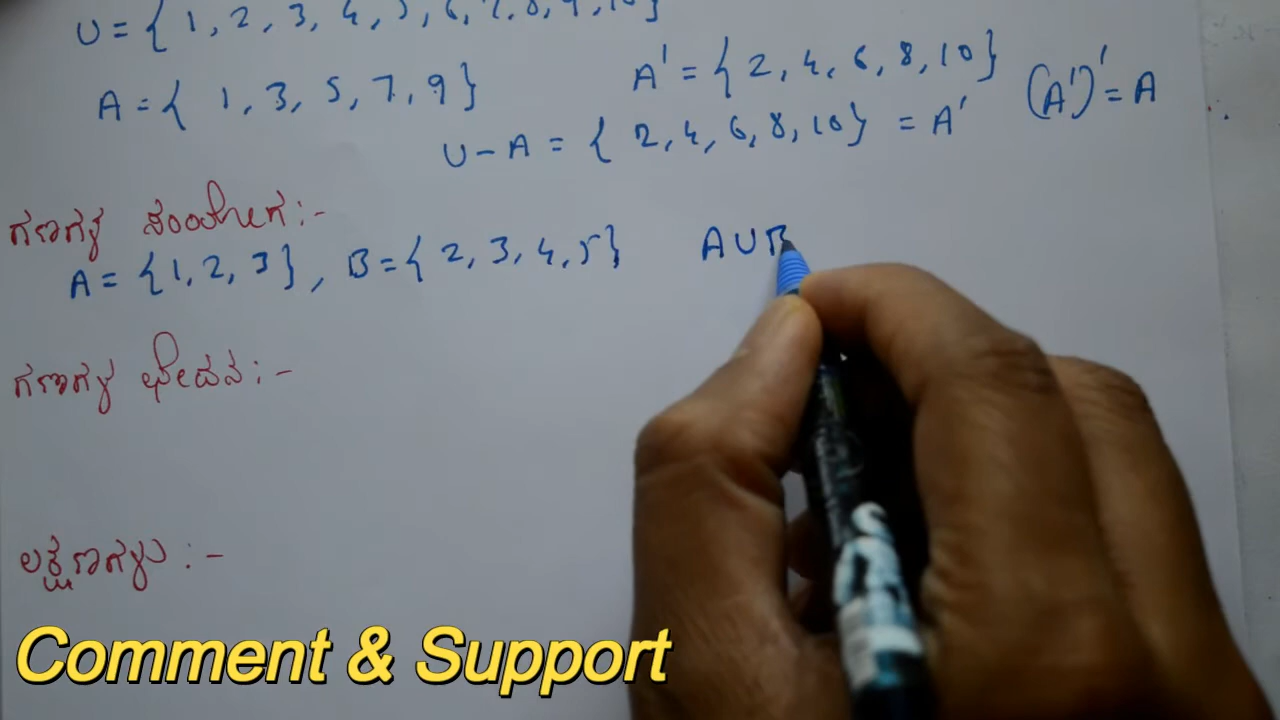 U = { 1, 2, 3, 4, 5, 6, 7, 8, 9, 10}
A = { 1, 3, 5, 7, 9 } A' = { 2, 4, 6, 8, 10 } (A')' = A
U - A = { 2, 4, 6, 8, 10 } = A'
ಗಣಗಳ ಸಂಯೋಗ :-
A = {1, 2, 3 }, B = { 2, 3, 4, 5 } A U B
ಗಣಗಳ ಛೇದನ :-
ಲಕ್ಷಣಗಳು :-
Comment & Support